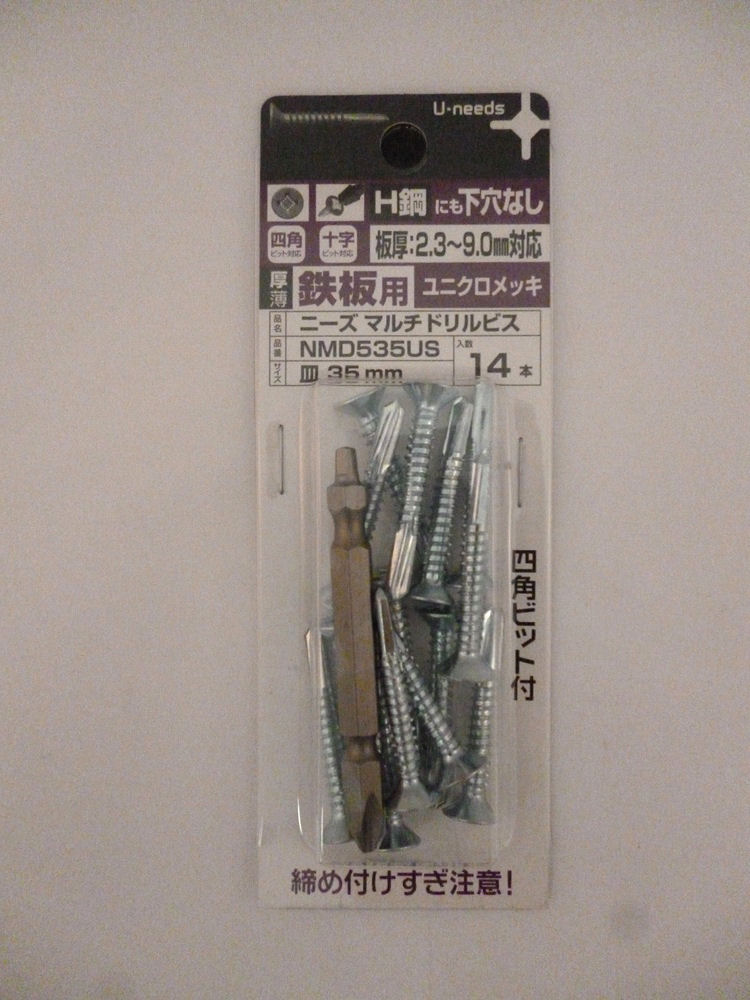 U·needs
H鋼にも下穴なし
四角 ビット対応
十字 ビット対応
板厚:2.3〜9.0mm対応
厚薄 鉄板用 ユニクロメッキ
品名 ニーズ マルチドリルビス
品番 NMD535US
入数 14本
サイズ 皿 35mm
四角ビット付
締め付けすぎ注意!